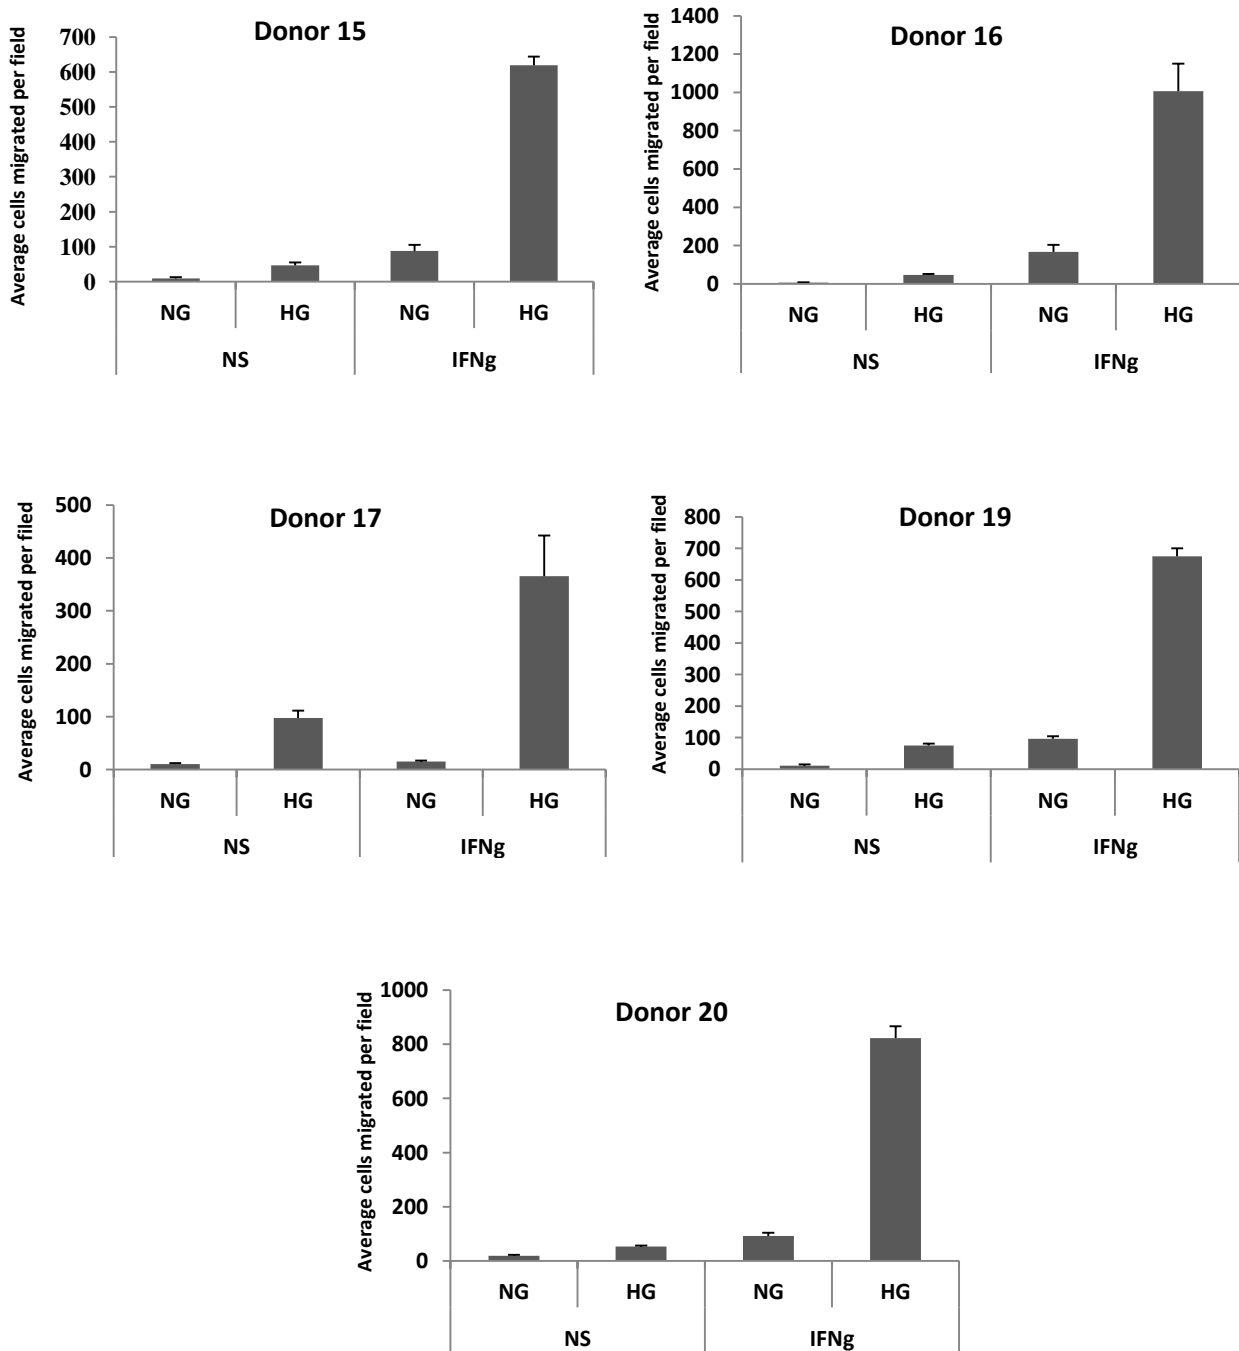 Donor 15
Average cells migrated per field
700
600
500
400
300
200
100
0
NG HG NG HG
NS IFNg
Donor 16
Average cells migrated per field
1400
1200
1000
800
600
400
200
0
NG HG NG HG
NS IFNg
Donor 17
Average cells migrated per filed
500
400
300
200
100
0
NG HG NG HG
NS IFNg
Donor 19
Average cells migrated per filed
800
700
600
500
400
300
200
100
0
NG HG NG HG
NS IFNg
Donor 20
Average cells migrated per field
1000
800
600
400
200
0
NG HG NG HG
NS IFNg